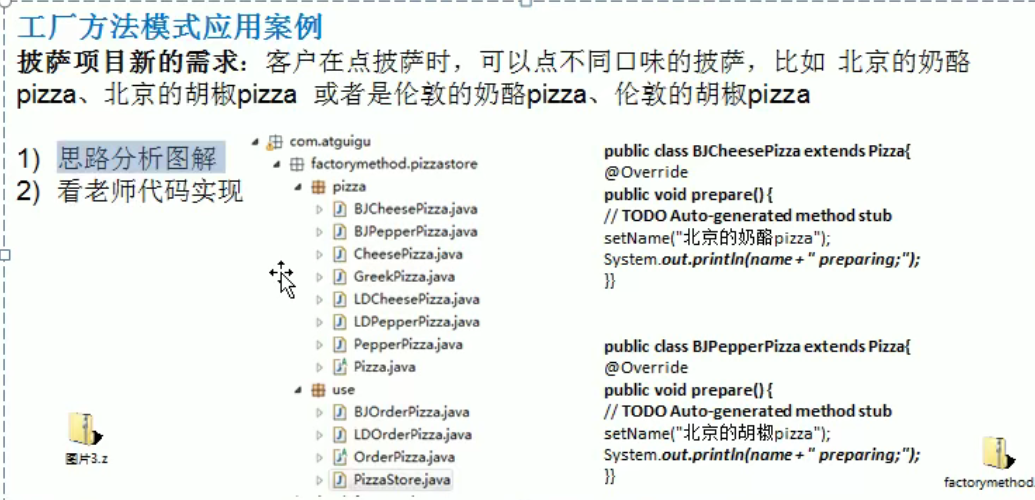 工厂方法模式应用案例
披萨项目新的需求：客户在点披萨时，可以点不同口味的披萨，比如 北京的奶酪
pizza、北京的胡椒pizza 或者是伦敦的奶酪pizza、伦敦的胡椒pizza
1) 思路分析图解
2) 看老师代码实现
com.atguigu
factorymethod.pizzastore
pizza
BJCheesePizza.java
BJPepperPizza.java
CheesePizza.java
GreekPizza.java
LDCheesePizza.java
LDPepperPizza.java
PepperPizza.java
Pizza.java
use
BJOrderPizza.java
LDOrderPizza.java
OrderPizza.java
PizzaStore.java
public class BJCheesePizza extends Pizza{
@Override
public void prepare(){
// TODO Auto-generated method stub
setName("北京的奶酪pizza");
System.out.println(name+" preparing;");
}}
public class BJPepperPizza extends Pizza{
@Override
public void prepare(){
// TODO Auto-generated method stub
setName("北京的胡椒pizza");
System.out.println(name+" preparing;");
}}
图片3.z
factorymethod.